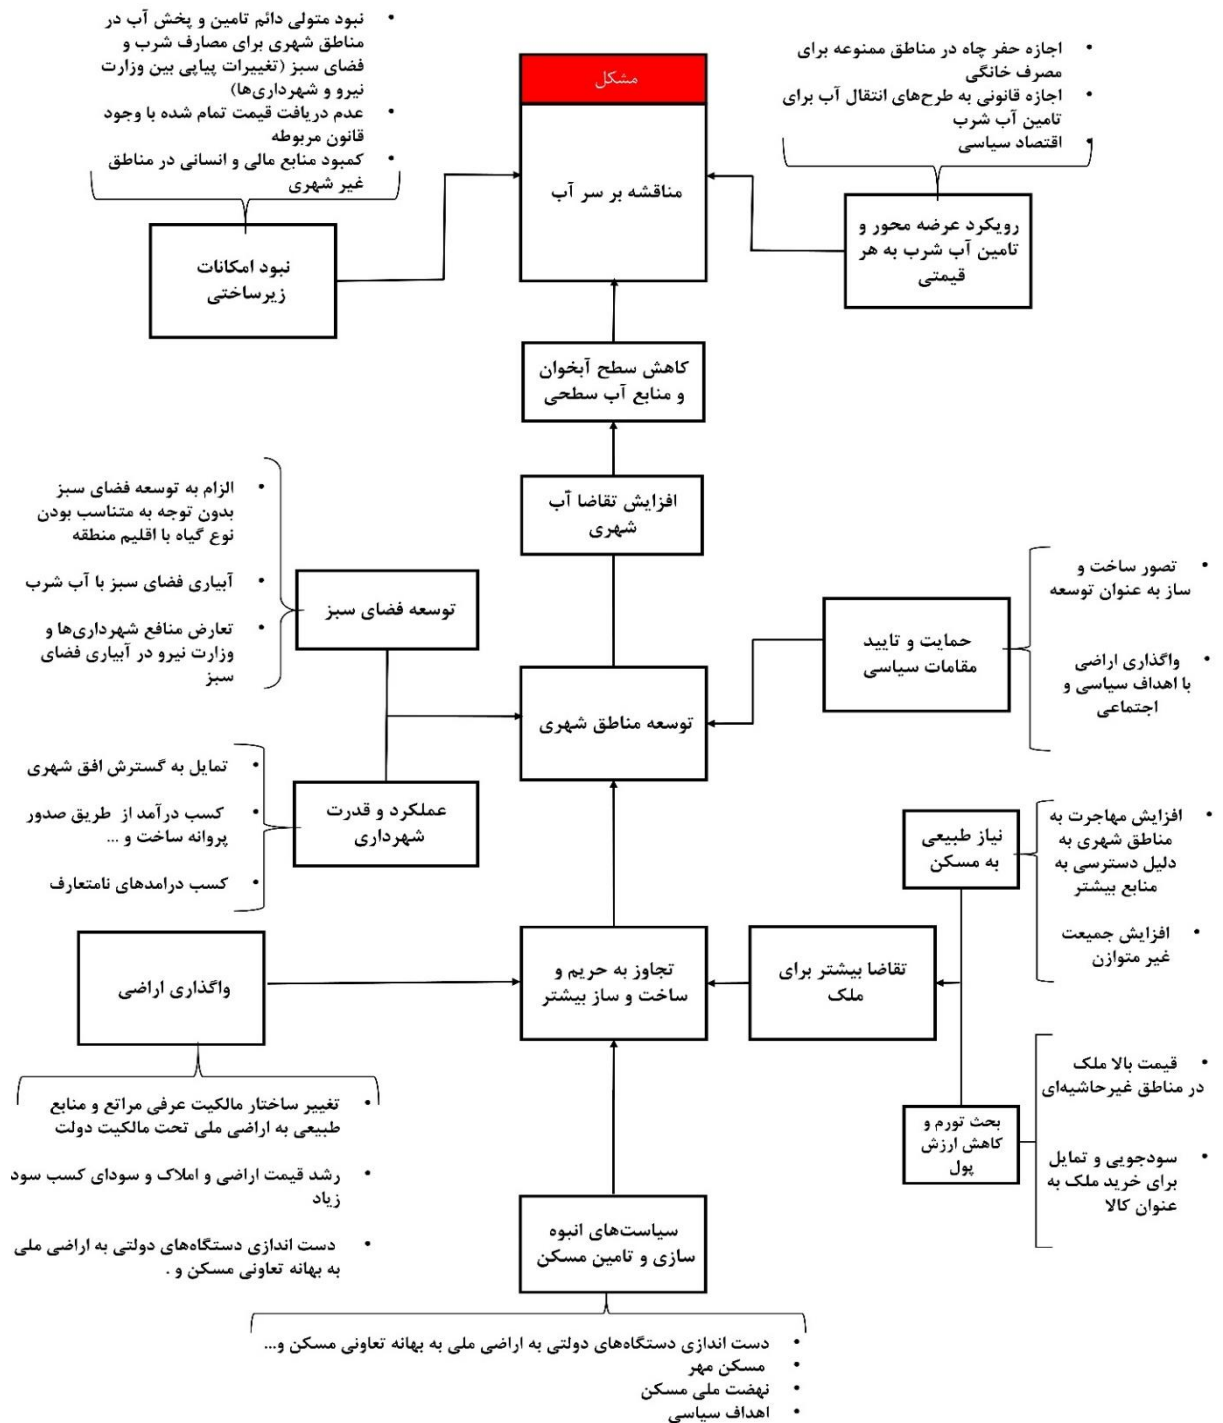 نبود متولی دائم تامین و پخش آب در
مناطق شهری برای مصارف شرب و
فضای سبز (تغییرات پیاپی بین وزارت
نیرو و شهرداری‌ها)
عدم دریافت قیمت تمام شده با وجود
قانون مربوطه
کمبود منابع مالی و انسانی در مناطق
غیر شهری
نبود امکانات
زیرساختی
مشکل
مناقشه بر سر آب
اجازه حفر چاه در مناطق ممنوعه برای
مصرف خانگی
اجازه قانونی به طرح‌های انتقال آب برای
تامین آب شرب
اقتصاد سیاسی
رویکرد عرضه محور و
تامین آب شرب به هر
قیمتی
کاهش سطح آبخوان
و منابع آب سطحی
افزایش تقاضا آب
شهری
الزام به توسعه فضای سبز
بدون توجه به متناسب بودن
نوع گیاه با اقلیم منطقه
آبیاری فضای سبز با آب شرب
تعارض منافع شهرداری‌ها و
وزارت نیرو در آبیاری فضای
سبز
توسعه فضای سبز
حمایت و تایید
مقامات سیاسی
تصور ساخت و
ساز به عنوان توسعه
واگذاری اراضی
با اهداف سیاسی و
اجتماعی
توسعه مناطق شهری
تمایل به گسترش افق شهری
کسب درآمد از طریق صدور
پروانه ساخت و ...
کسب درامدهای نامتعارف
عملکرد و قدرت
شهرداری
نیاز طبیعی
به مسکن
افزایش مهاجرت به
مناطق شهری به
دلیل دسترسی به
منابع بیشتر
افزایش جمیعت
غیر متوازن
واگذاری اراضی
تجاوز به حریم و
ساخت و ساز بیشتر
تقاضا بیشتر برای
ملک
تغییر ساختار مالکیت عرفی مراتع و منابع
طبیعی به اراضی ملی تحت مالکیت دولت
رشد قیمت اراضی و املاک و سودای کسب سود
زیاد
دست اندازی دستگاه‌های دولتی به اراضی ملی
به بهانه تعاونی مسکن و .
بحث تورم و
کاهش ارزش
پول
قیمت بالا ملک
در مناطق غیرحاشیه‌ای
سودجویی و تمایل
برای خرید ملک به
عنوان کالا
سیاست‌های انبوه
سازی و تامین مسکن
دست اندازی دستگاه‌های دولتی به اراضی ملی به بهانه تعاونی مسکن و...
مسکن مهر
نهضت ملی مسکن
اهداف سیاسی